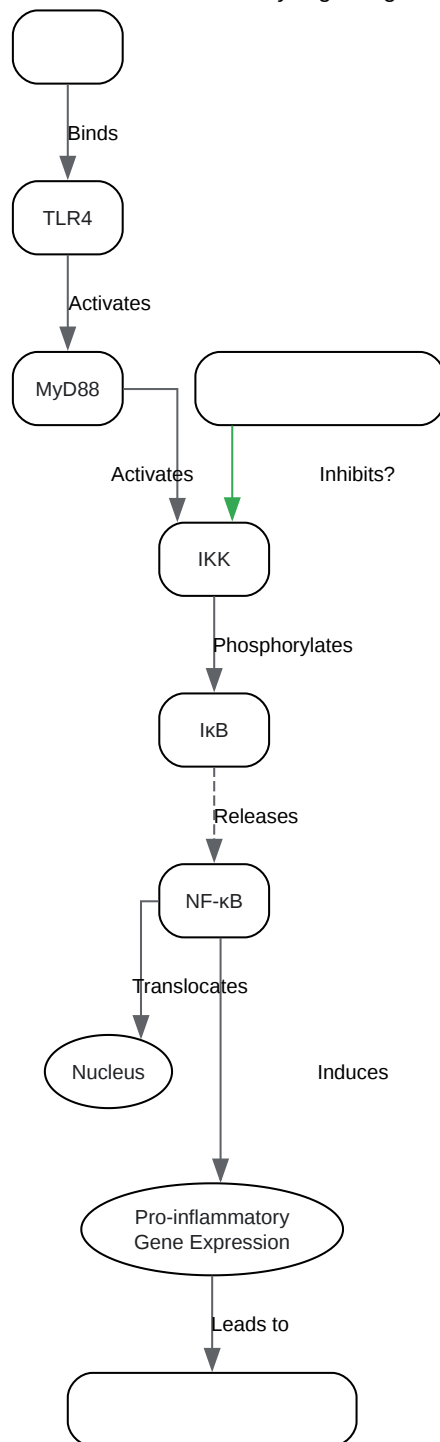 Binds
TLR4
Activates
MyD88
Activates
Inhibits?
IKK
Phosphorylates
IκB
Releases
NF-κB
Translocates
Nucleus
Induces
Pro-inflammatory
Gene Expression
Leads to